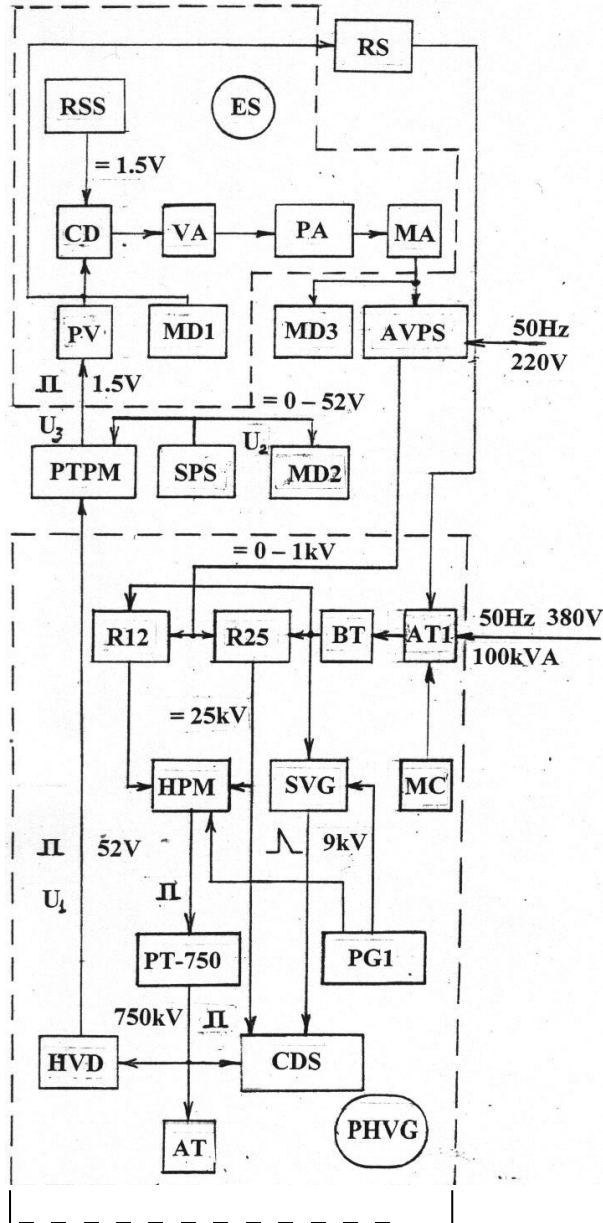 RS
RSS
ES
= 1.5V
CD
VA
PA
MA
PV
MD1
MD3
AVPS
50Hz
220V
1.5V
= 0 – 52V
U3
U2
PTPM
SPS
MD2
= 0 – 1kV
R12
R25
BT
AT1
50Hz 380V
100kVA
= 25kV
HPM
SVG
MC
52V
9kV
U1
PT-750
PG1
750kV
HVD
CDS
AT
PHVG